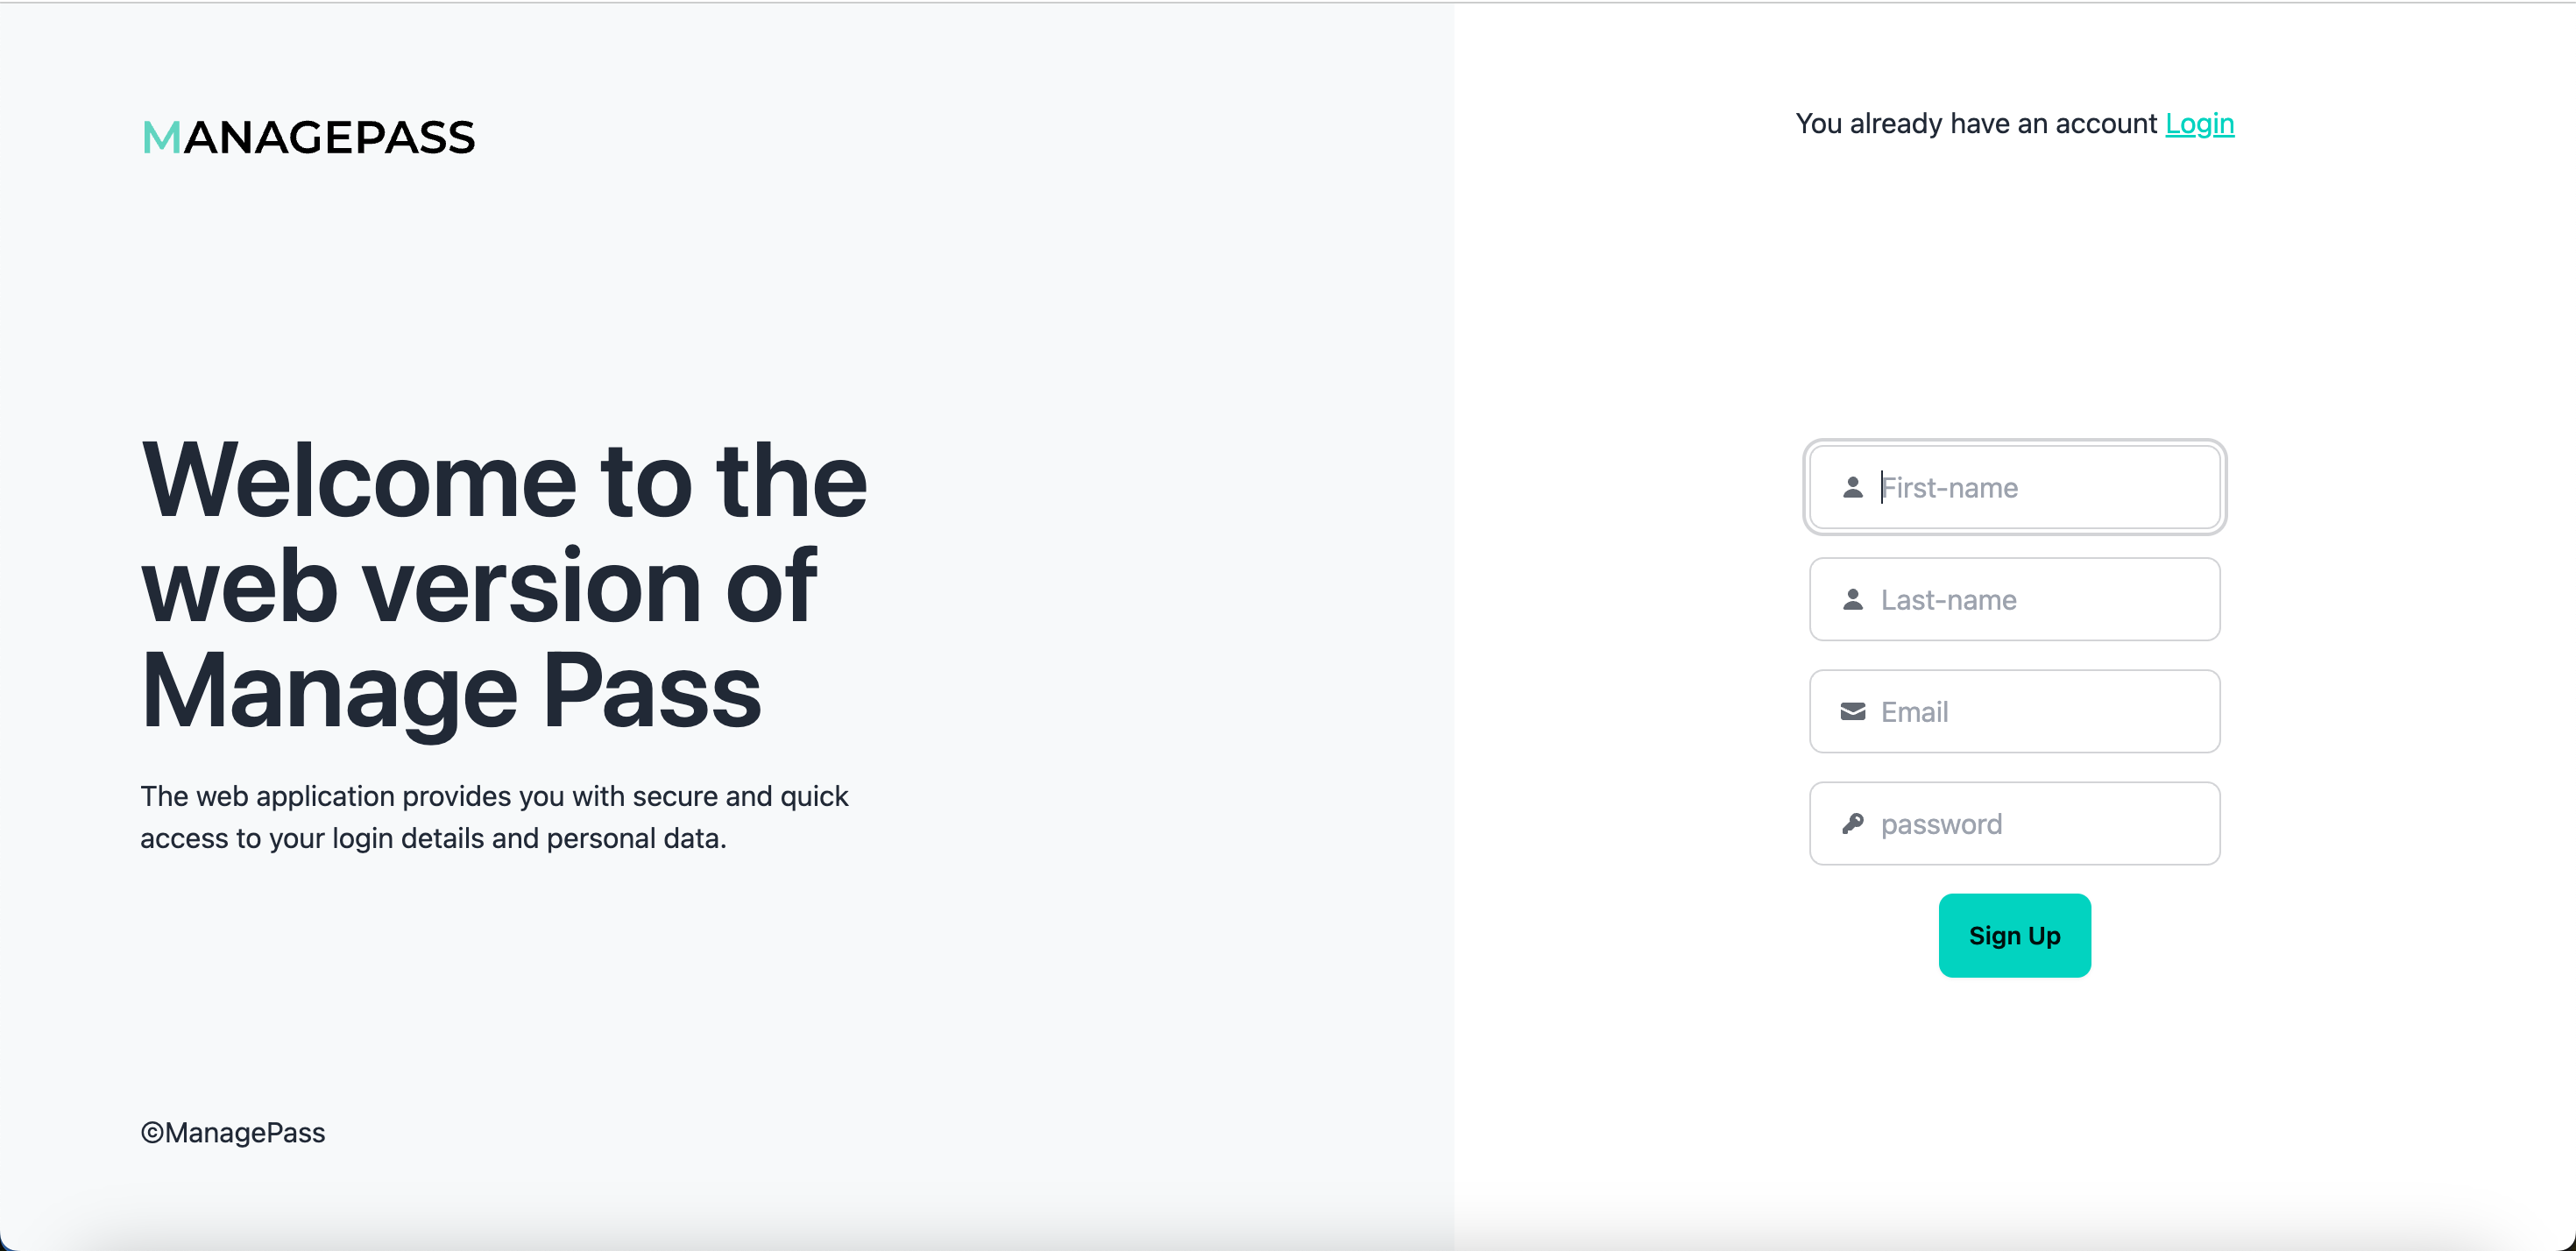 MANAGEPASS
Welcome to the
web version of
Manage Pass
The web application provides you with secure and quick
access to your login details and personal data.
©ManagePass
You already have an account Login
First-name
Last-name
Email
password
Sign Up